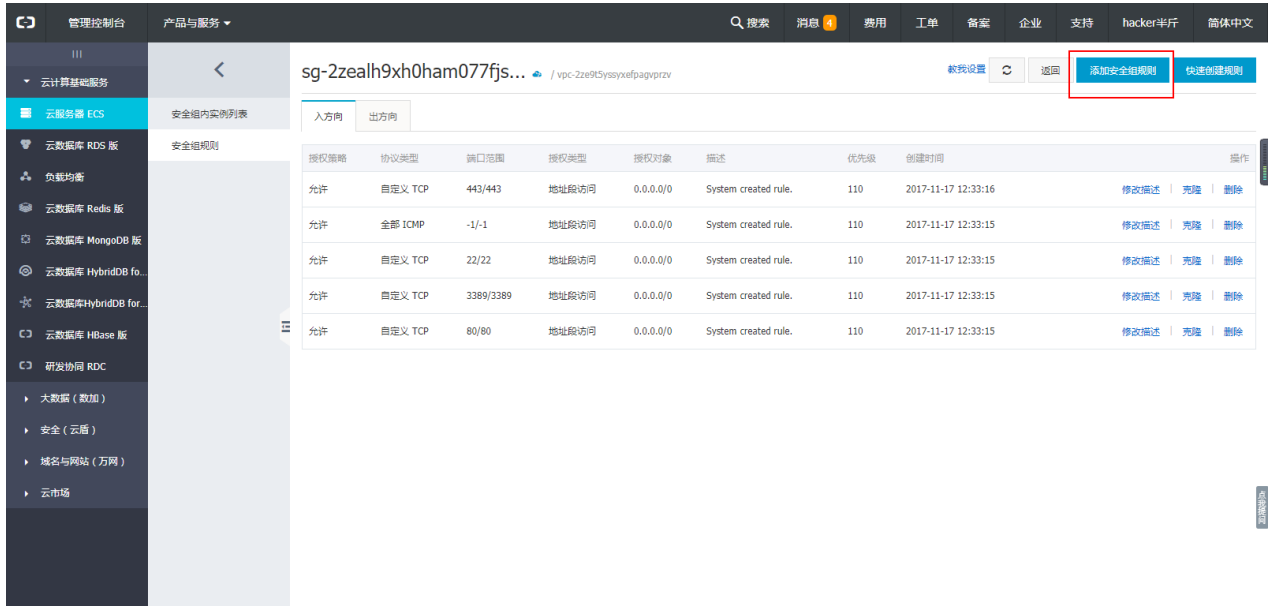 管理控制台 产品与服务 搜索 消息 4 费用 工单 备案 企业 支持 hacker半斤 简体中文
云计算基础服务
云服务器 ECS
云数据库 RDS 版
负载均衡
云数据库 Redis 版
云数据库 MongoDB 版
云数据库 HybridDB fo...
云数据库HybridDB for...
云数据库 HBase 版
研发协同 RDC
大数据 ( 数加 )
安全 ( 云盾 )
域名与网站 ( 万网 )
云市场
安全组内实例列表
安全组规则
sg-2zealh9xh0ham077fjs... / vpc-2ze9t5yssyxefpagvprzv 教我设置 返回 添加安全组规则 快速创建规则
入方向 出方向
授权策略 协议类型 端口范围 授权类型 授权对象 描述 优先级 创建时间 操作
允许 自定义 TCP 443/443 地址段访问 0.0.0.0/0 System created rule. 110 2017-11-17 12:33:16 修改描述 | 克隆 | 删除
允许 全部 ICMP -1/-1 地址段访问 0.0.0.0/0 System created rule. 110 2017-11-17 12:33:15 修改描述 | 克隆 | 删除
允许 自定义 TCP 22/22 地址段访问 0.0.0.0/0 System created rule. 110 2017-11-17 12:33:15 修改描述 | 克隆 | 删除
允许 自定义 TCP 3389/3389 地址段访问 0.0.0.0/0 System created rule. 110 2017-11-17 12:33:15 修改描述 | 克隆 | 删除
允许 自定义 TCP 80/80 地址段访问 0.0.0.0/0 System created rule. 110 2017-11-17 12:33:15 修改描述 | 克隆 | 删除
点我提问